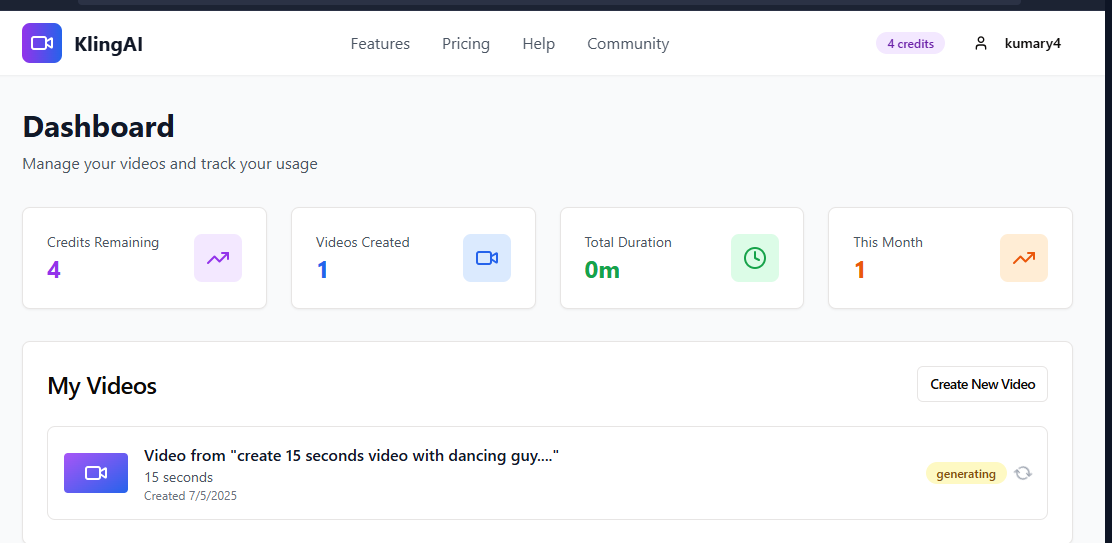 KlingAI
Features Pricing Help Community
4 credits
kumary4
Dashboard
Manage your videos and track your usage
Credits Remaining
4
Videos Created
1
Total Duration
0m
This Month
1
My Videos
Create New Video
Video from "create 15 seconds video with dancing guy...."
15 seconds
Created 7/5/2025
generating